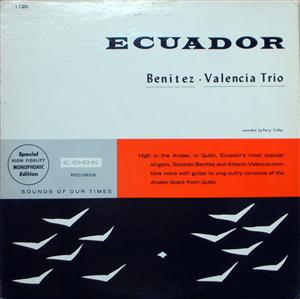 1120
ECUADOR
Benitez - Valencia Trio
recorded by Perry Culley
Special
HIGH FIDELITY
MONOPHONIC
Edition
COOK
RECORDS
High in the Andes, in Quito, Ecuador's most popular
singers, Gonzalo Benitez and Alberto Valencia com-
bine voice with guitar to sing sultry romance of the
Andes direct from Quito.
SOUNDS OF OUR TIMES